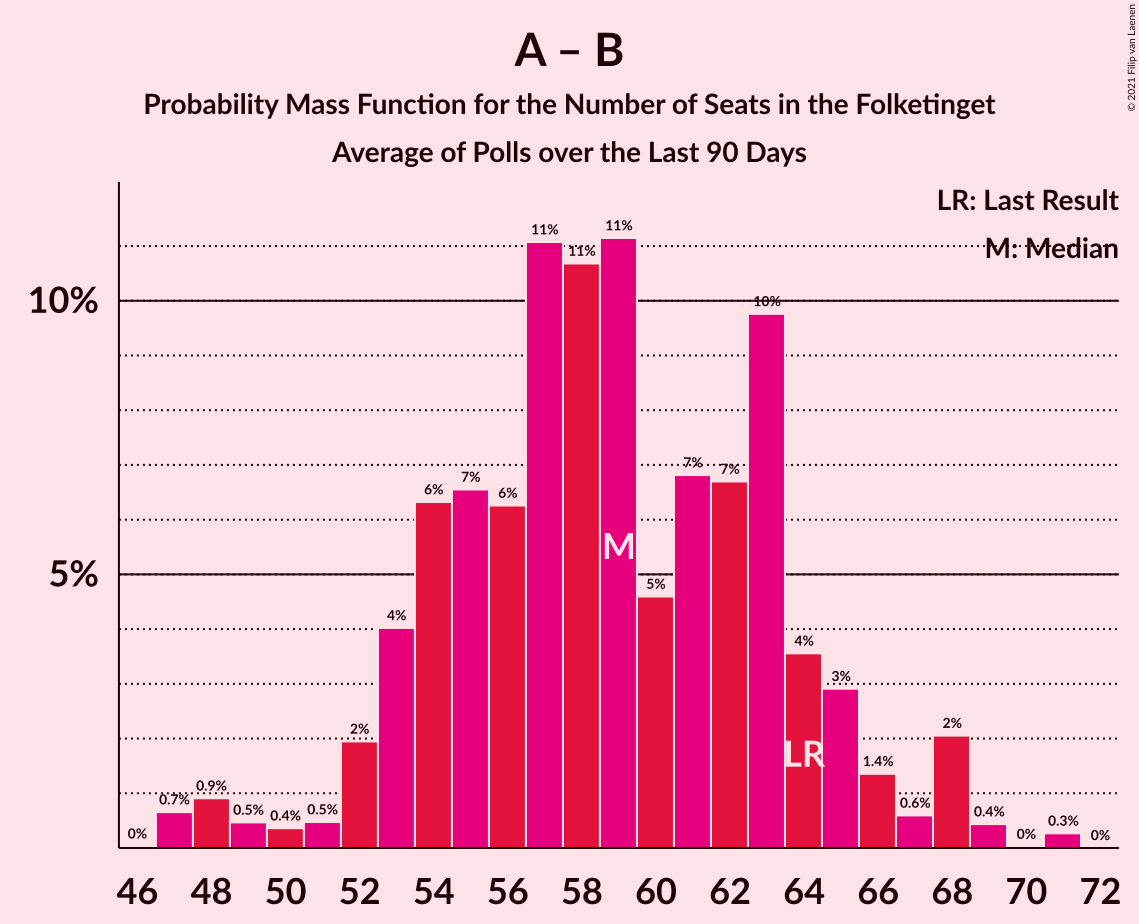 A – B
Probability Mass Function for the Number of Seats in the Folketinget
Average of Polls over the Last 90 Days
© 2021 Filip van Laenen
LR: Last Result
M: Median
10%
5%
0% 0.7% 0.9% 0.5% 0.4% 0.5% 2% 4% 6% 7% 6% 11% 11% 11% 5% 7% 7% 10% 4% 3% 1.4% 0.6% 2% 0.4% 0% 0.3% 0%
M
LR
46 48 50 52 54 56 58 60 62 64 66 68 70 72